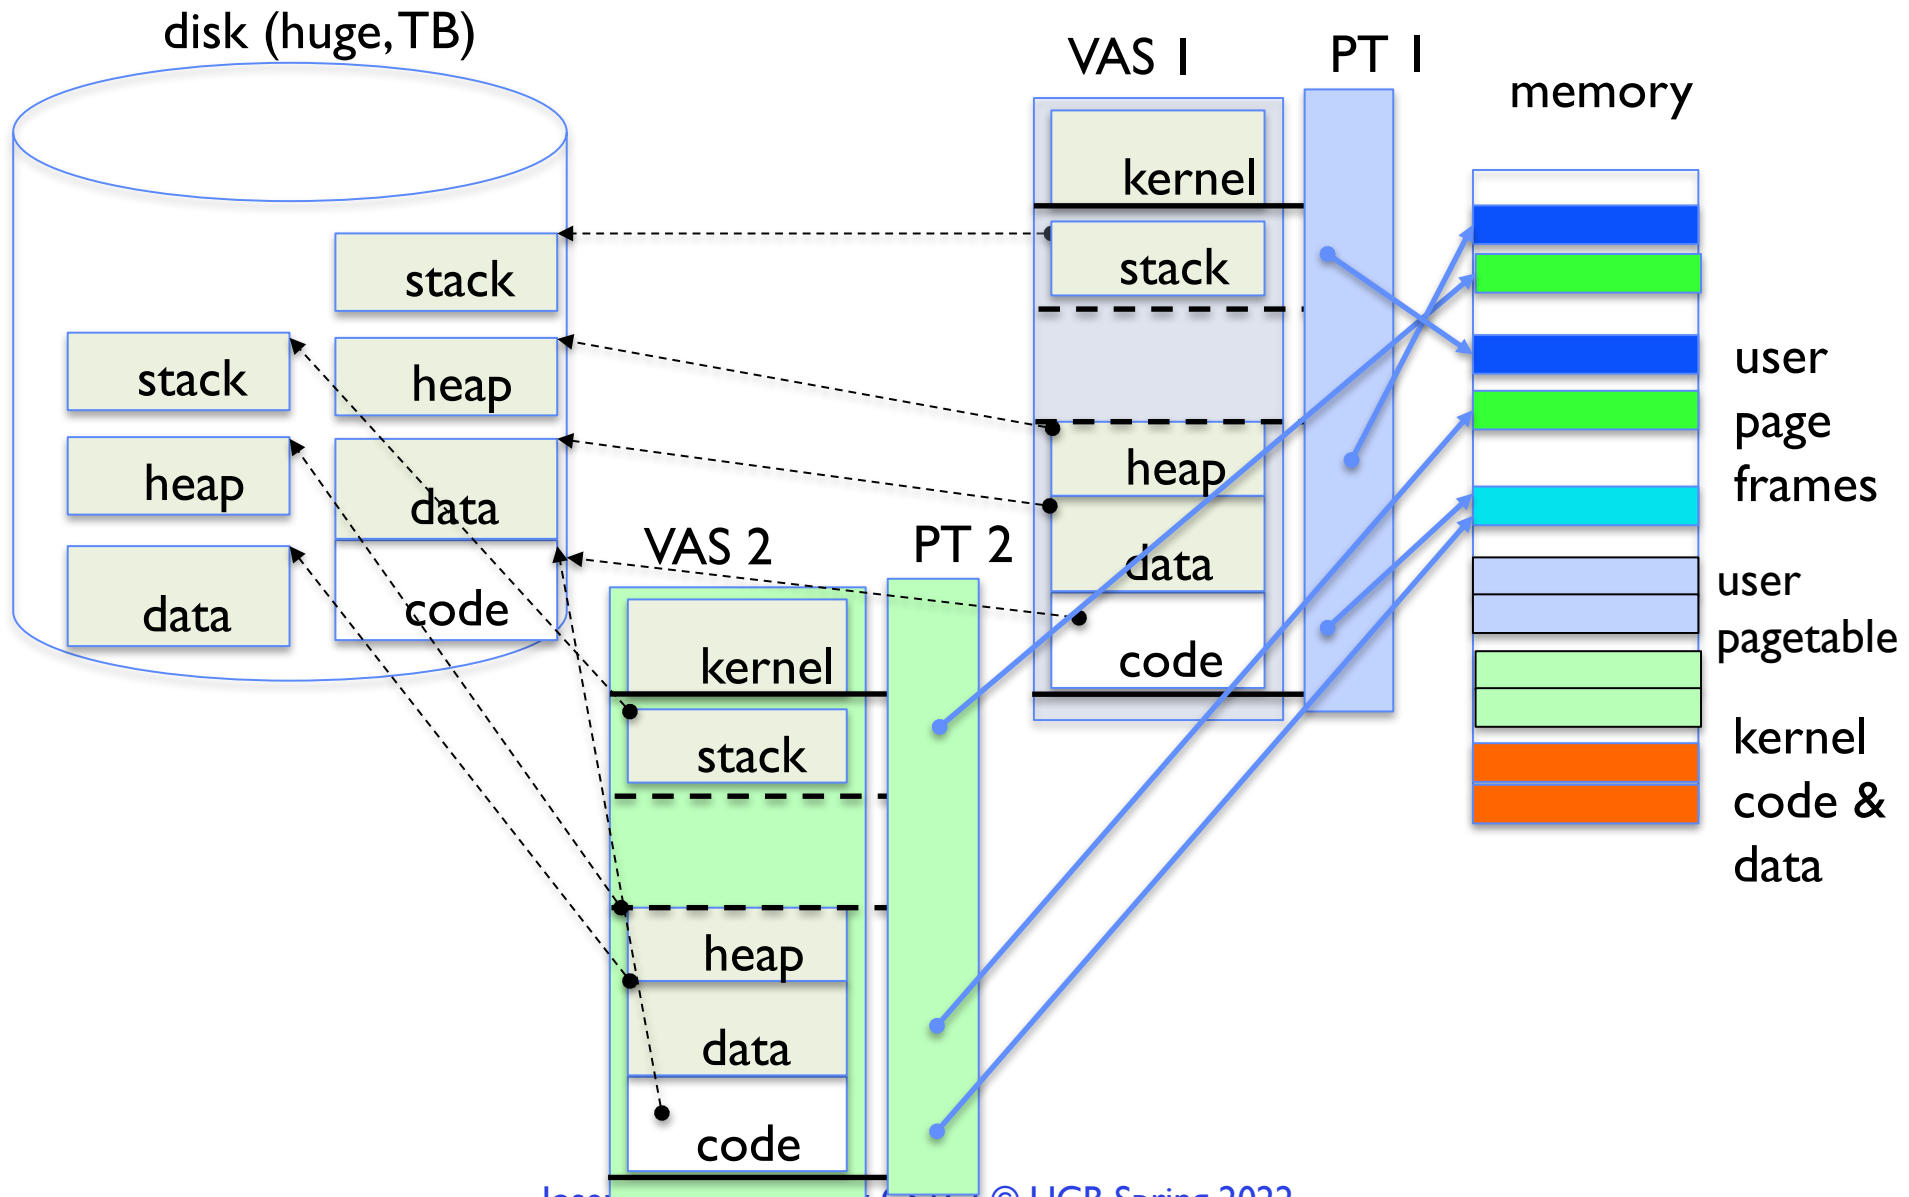 disk (huge, TB)
VAS 1
PT 1
memory
kernel
stack
heap
data
code
stack
heap
data
code
stack
heap
data
VAS 2
PT 2
kernel
stack
heap
data
code
user
page
frames
user
pagetable
kernel
code &
data
© UCB Spring 2022